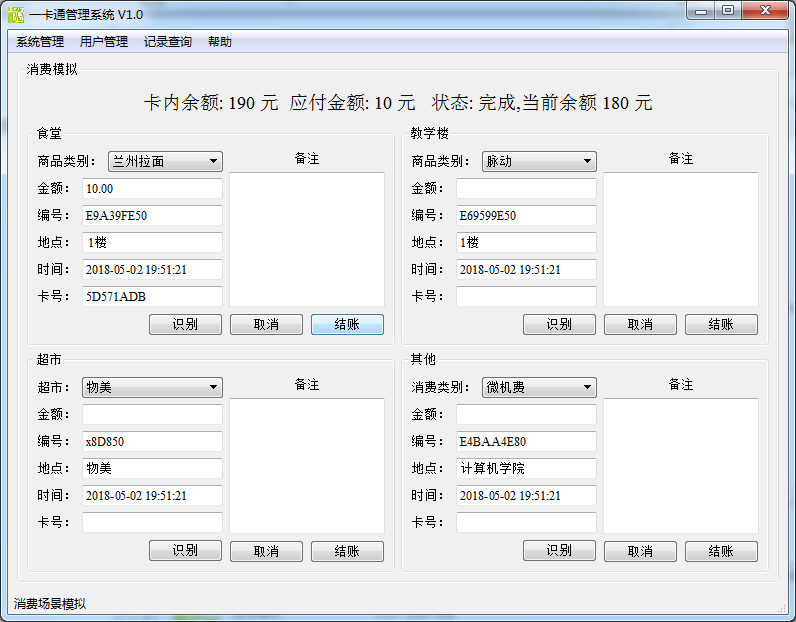 一卡通管理系统 V1.0
系统管理 用户管理 记录查询 帮助
消费模拟
卡内余额: 190 元 应付金额: 10 元 状态: 完成,当前余额 180 元
食堂
商品类别: 兰州拉面
备注
金额: 10.00
编号: E9A39FE50
地点: 1楼
时间: 2018-05-02 19:51:21
卡号: 5D571ADB
识别 取消 结账
教学楼
商品类别: 脉动
备注
金额:
编号: E69599E50
地点: 1楼
时间: 2018-05-02 19:51:21
卡号:
识别 取消 结账
超市
超市: 物美
备注
金额:
编号: x8D850
地点: 物美
时间: 2018-05-02 19:51:21
卡号:
识别 取消 结账
其他
消费类别: 微机费
备注
金额:
编号: E4BAA4E80
地点: 计算机学院
时间: 2018-05-02 19:51:21
卡号:
识别 取消 结账
消费场景模拟